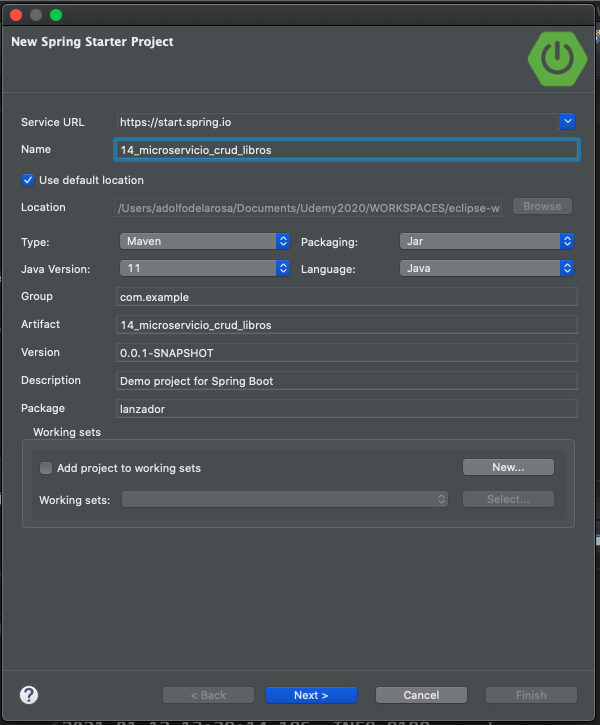 New Spring Starter Project
Service URL https://start.spring.io
Name 14_microservicio_crud_libros
Use default location
Location /Users/adolfodelarosa/Documents/Udemy2020/WORKSPACES/eclipse-w Browse
Type: Maven Packaging: Jar
Java Version: 11 Language: Java
Group com.example
Artifact 14_microservicio_crud_libros
Version 0.0.1-SNAPSHOT
Description Demo project for Spring Boot
Package lanzador
Working sets
Add project to working sets New...
Working sets: Select...
? < Back Next > Cancel Finish